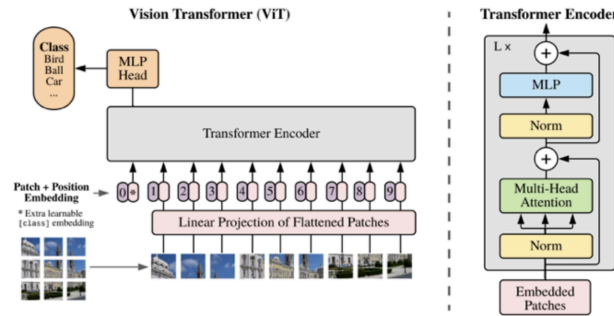 Vision Transformer (ViT)
Class
Bird
Ball
Car
...
MLP
Head
Transformer Encoder
Patch + Position
Embedding
0 * 1 2 3 4 5 6 7 8 9
* Extra learnable
[class] embedding
Linear Projection of Flattened Patches
Transformer Encoder
L x
+
MLP
Norm
+
Multi-Head
Attention
Norm
Embedded
Patches